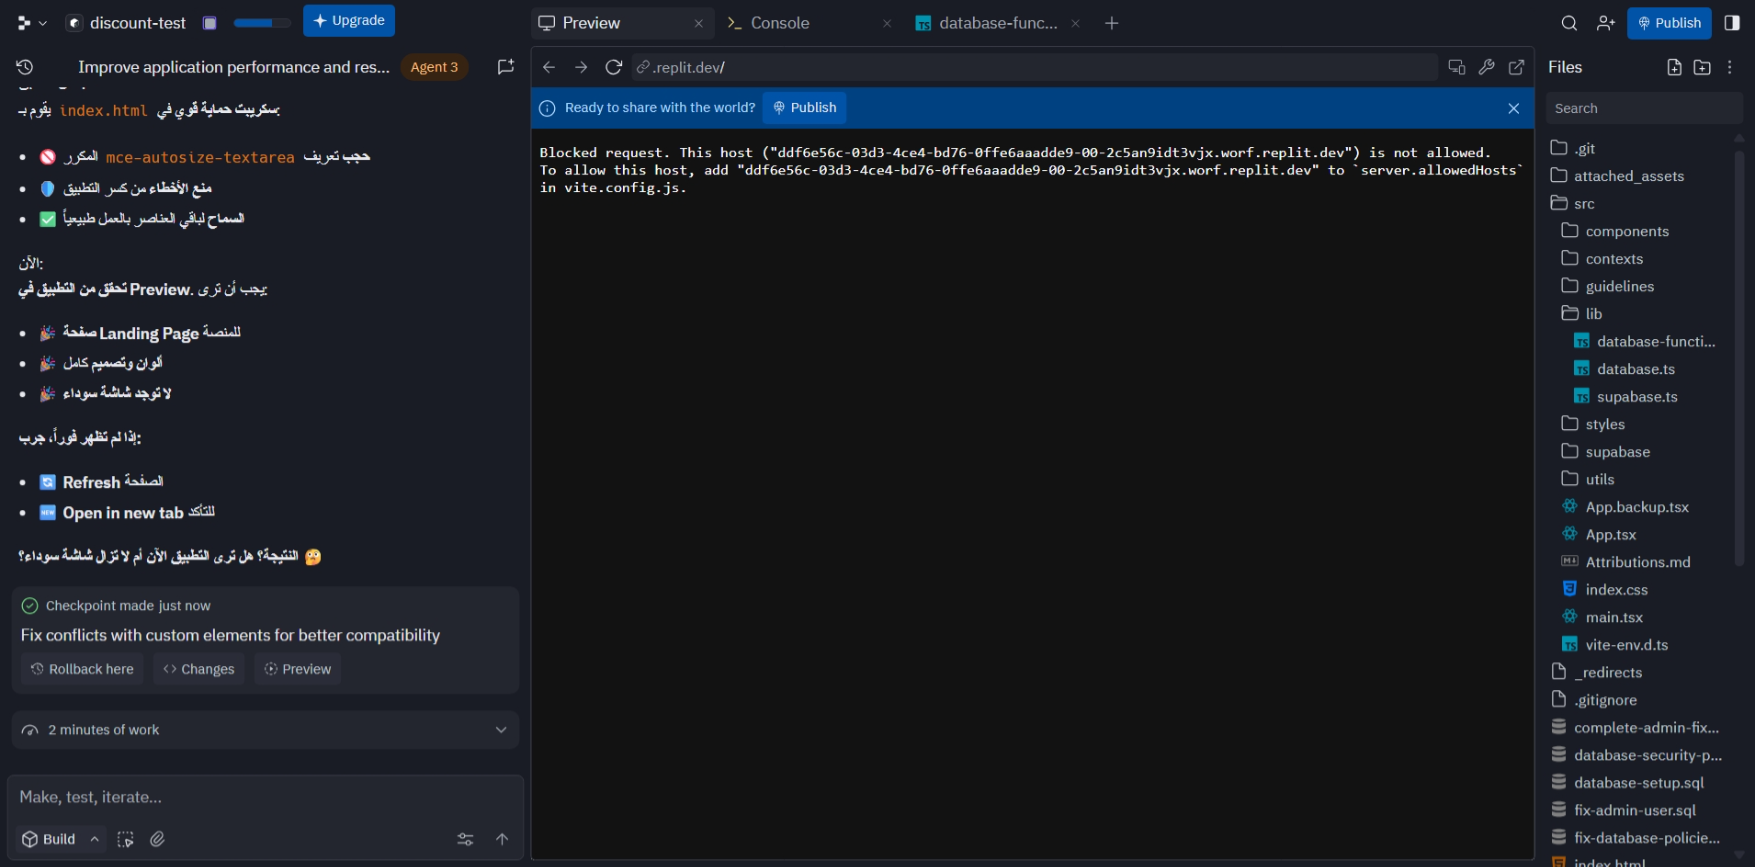 discount-test
Upgrade
Preview
Console
database-func...
Publish
Improve application performance and res...
Agent 3
.replit.dev/
Files
Ready to share with the world?
Publish
Search
سكريبت حماية قوي في index.html يقوم بـ:
🚫 حجب تعريف mce-autosize-textarea المكرر
🛡️ منع الأخطاء من كسر التطبيق
✅ السماح لباقي العناصر بالعمل طبيعياً
الآن:
تحقق من التطبيق في Preview. يجب أن ترى:
🎉 صفحة Landing Page للمنصة
🎉 ألوان وتصميم كامل
🎉 لا توجد شاشة سوداء
إذا لم تظهر فوراً، جرب:
🔄 Refresh الصفحة
🆕 Open in new tab للتأكد
النتيجة؟ هل ترى التطبيق الآن أم لا تزال شاشة سوداء؟ 🤔
Checkpoint made just now
Fix conflicts with custom elements for better compatibility
Rollback here
Changes
Preview
2 minutes of work
Make, test, iterate...
Build
Blocked request. This host ("ddf6e56c-03d3-4ce4-bd76-0ffe6aaadde9-00-2c5an9idt3vjx.worf.replit.dev") is not allowed.
To allow this host, add "ddf6e56c-03d3-4ce4-bd76-0ffe6aaadde9-00-2c5an9idt3vjx.worf.replit.dev" to `server.allowedHosts`
in vite.config.js.
.git
attached_assets
src
components
contexts
guidelines
lib
database-functi...
database.ts
supabase.ts
styles
supabase
utils
App.backup.tsx
App.tsx
Attributions.md
index.css
main.tsx
vite-env.d.ts
_redirects
.gitignore
complete-admin-fix...
database-security-p...
database-setup.sql
fix-admin-user.sql
fix-database-policie...
index.html